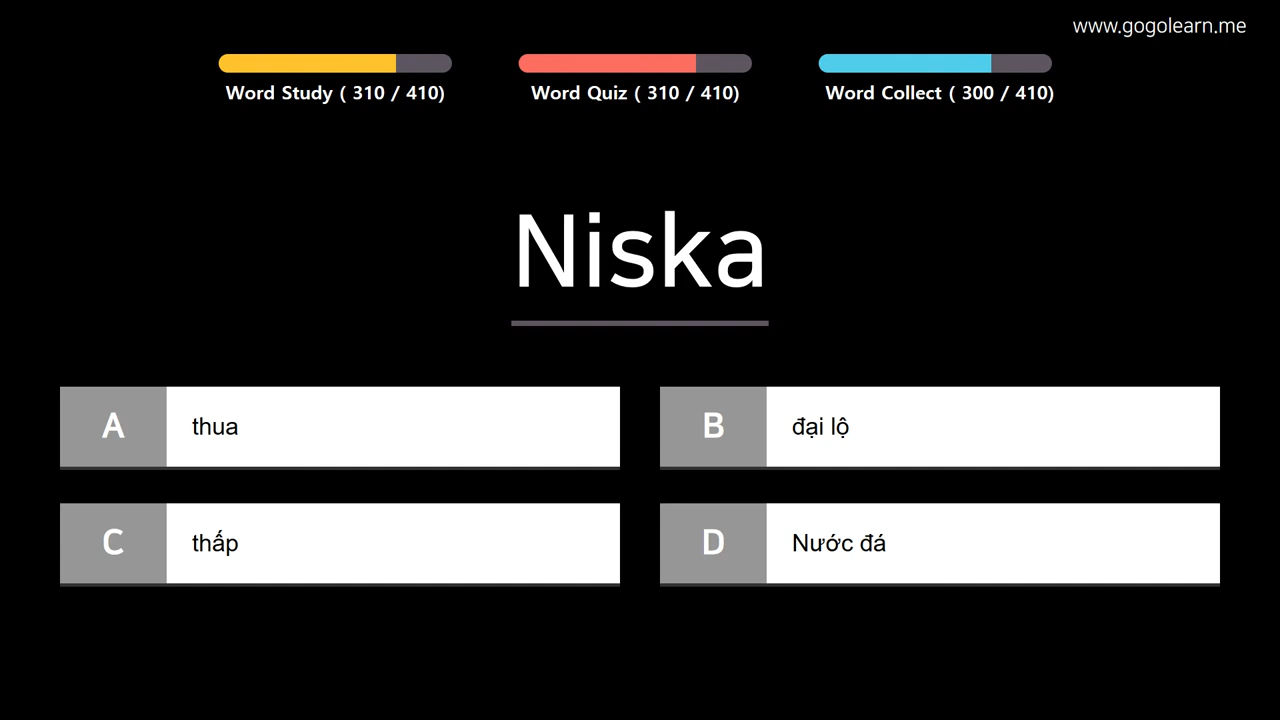 www.gogolearn.me
Word Study ( 310 / 410)
Word Quiz ( 310 / 410)
Word Collect ( 300 / 410)
Niska
A thua
B đại lộ
C thấp
D Nước đá